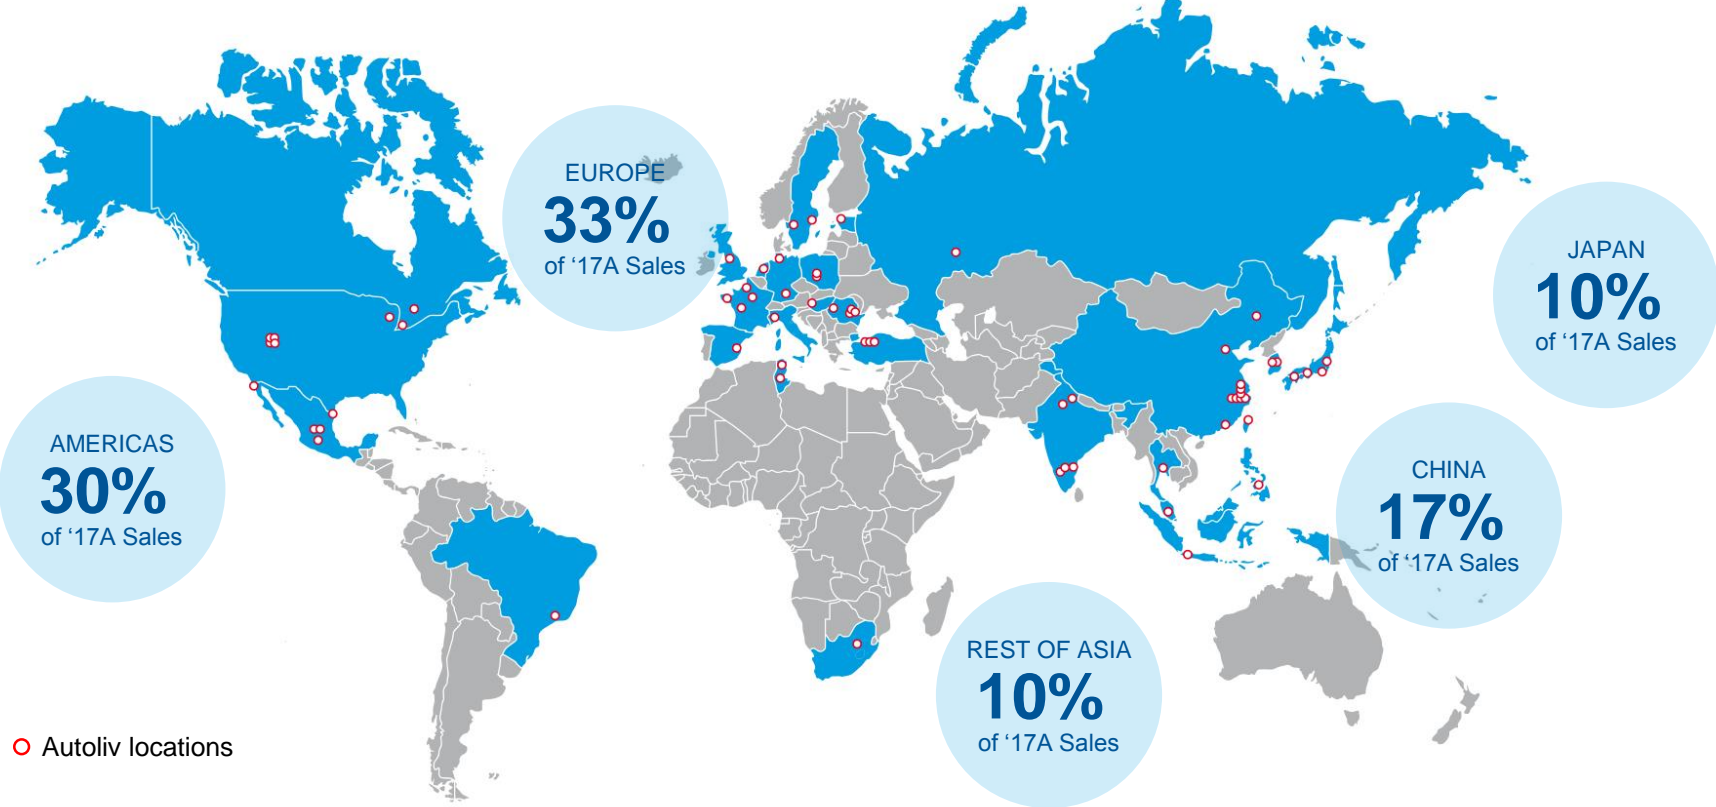 EUROPE
33%
of ‘17A Sales
JAPAN
10%
of ‘17A Sales
AMERICAS
30%
of ‘17A Sales
CHINA
17%
of ‘17A Sales
REST OF ASIA
10%
of ‘17A Sales
Autoliv locations